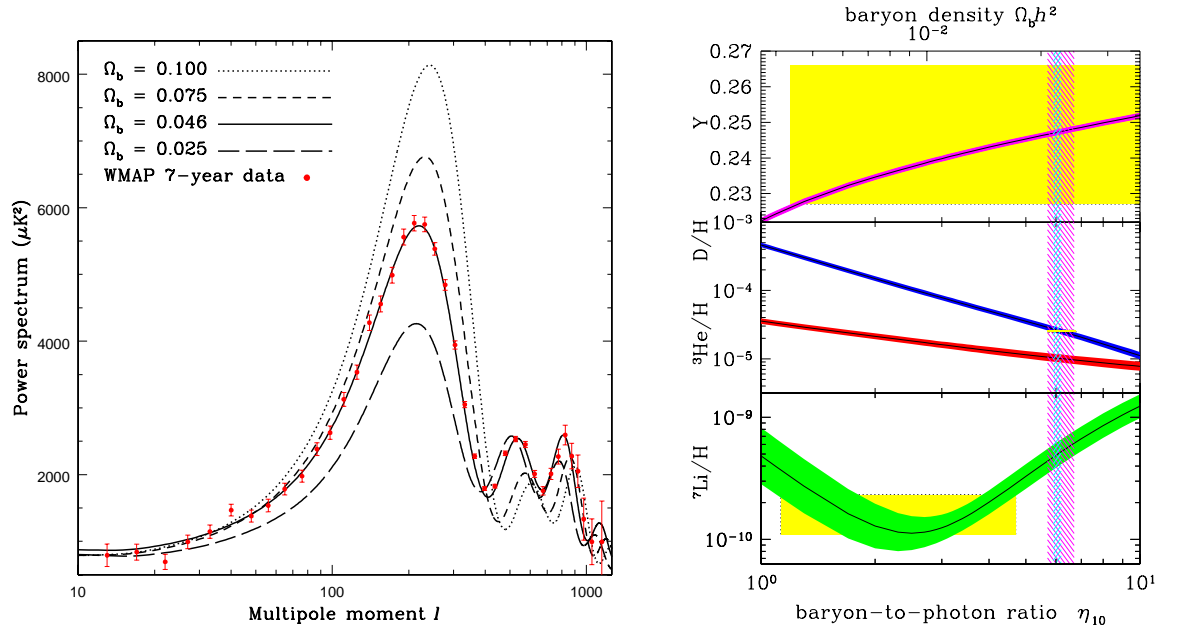 Ω_b = 0.100
Ω_b = 0.075
Ω_b = 0.046
Ω_b = 0.025
WMAP 7-year data
8000
6000
4000
2000
Power spectrum (μK²)
10
100
1000
Multipole moment l
baryon density Ω_b h²
10⁻²
0.27
0.26
0.25
0.24
0.23
Y
10⁻³
10⁻⁴
10⁻⁵
³He/H D/H
10⁻⁹
10⁻¹⁰
⁷Li/H
10⁰
10¹
baryon-to-photon ratio η₁₀